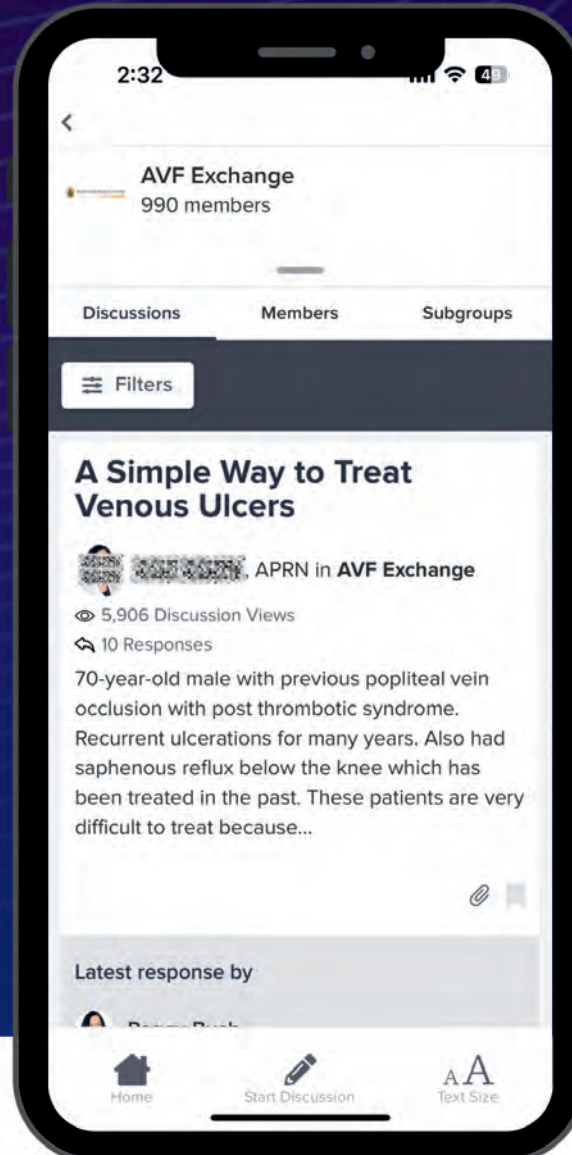 2:32
49
AVF Exchange
990 members
Discussions Members Subgroups
Filters
A Simple Way to Treat
Venous Ulcers
, APRN in AVF Exchange
5,906 Discussion Views
10 Responses
70-year-old male with previous popliteal vein
occlusion with post thrombotic syndrome.
Recurrent ulcerations for many years. Also had
saphenous reflux below the knee which has
been treated in the past. These patients are very
difficult to treat because...
Latest response by
Home Start Discussion AA Text Size